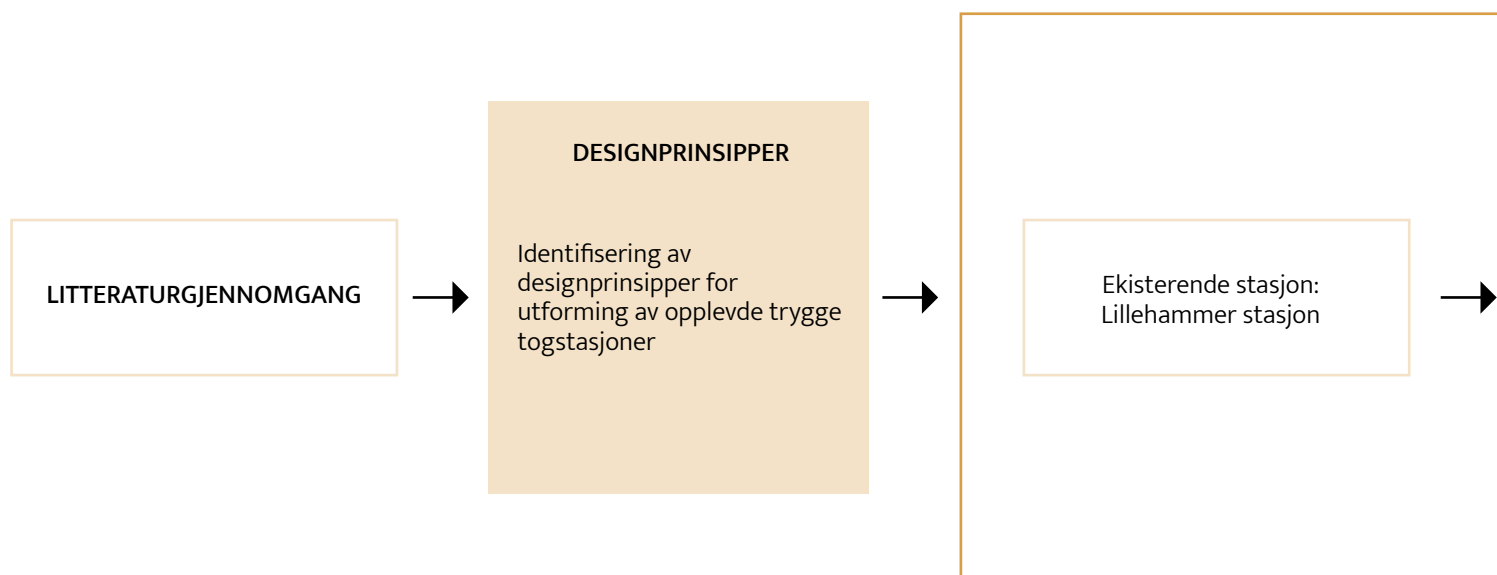 LITTERATURGJENNOMGANG
DESIGNPRINSIPPER
Identifisering av
designprinsipper for
utforming av opplevde trygge
togstasjoner
Ekisterende stasjon:
Lillehammer stasjon